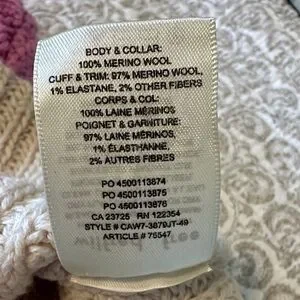 BODY & COLLAR:
100% MERINO WOOL
CUFF & TRIM: 97% MERINO WOOL,
1% ELASTANE, 2% OTHER FIBERS
CORPS & COL:
100% LAINE MÉRINOS
POIGNET & GARNITURE:
97% LAINE MÉRINOS,
1% ÉLASTHANNE,
2% AUTRES FIBRES
PO 4500113874
PO 4500113875
PO 4500113876
CA 23725 RN 122354
STYLE # CAW7-3879JT-49
ARTICLE # 75547